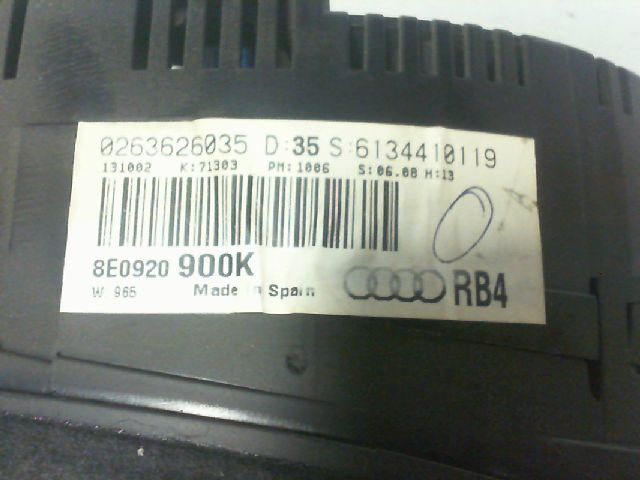 0263626035 D:35 S:6134410119
131002 K:71303 PM:1006 S:06.08 H:13
8E0920 900K RB4
W 965 Made in Spain